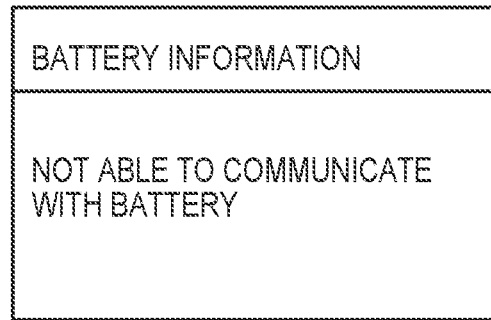 BATTERY INFORMATION
NOT ABLE TO COMMUNICATE
WITH BATTERY